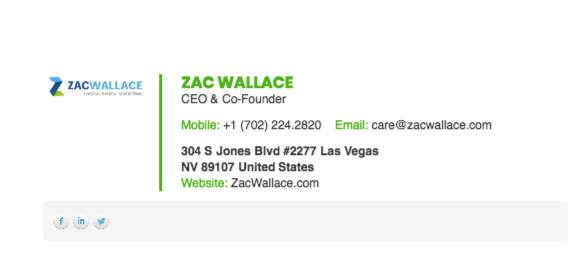 ZACWALLACE
ZAC WALLACE
CEO & Co-Founder
Mobile: +1 (702) 224.2820 Email: care@zacwallace.com
304 S Jones Blvd #2277 Las Vegas
NV 89107 United States
Website: ZacWallace.com
f in